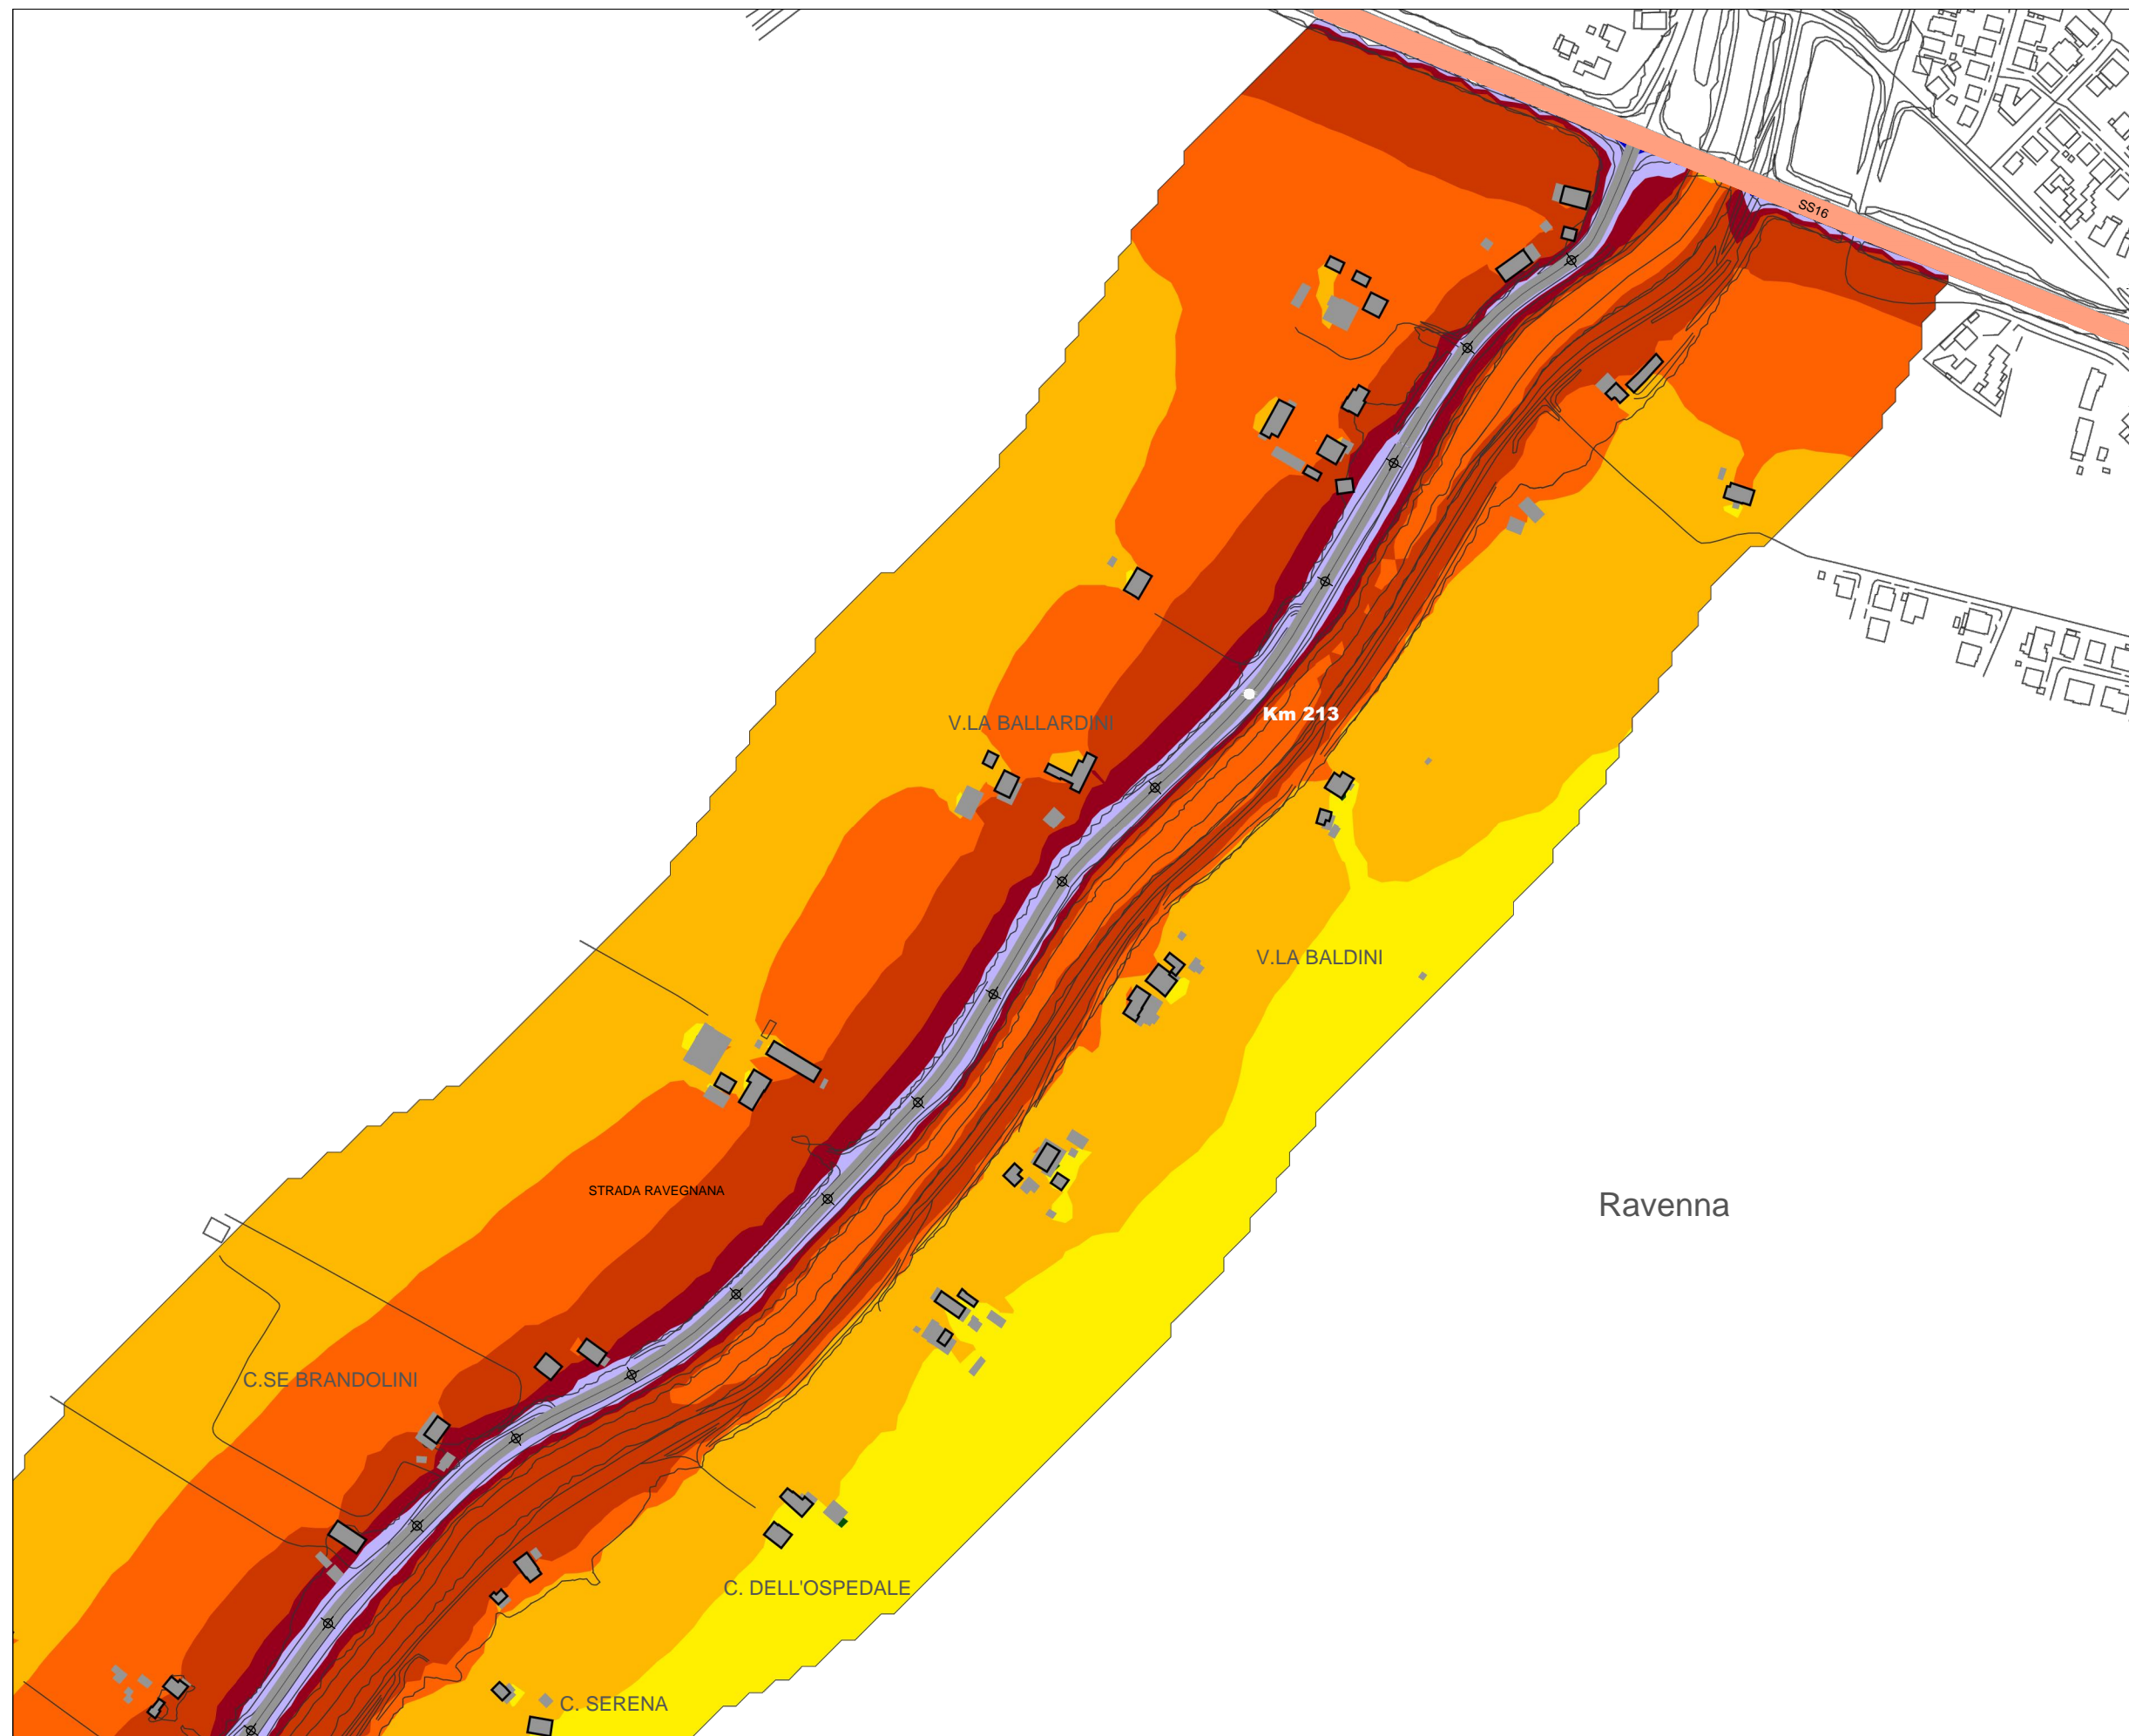 SS16
Km 213
V.LA BALLARDINI
V.LA BALDINI
STRADA RAVEGNANA
Ravenna
C.SE BRANDOLINI
C. DELL'OSPEDALE
C. SERENA